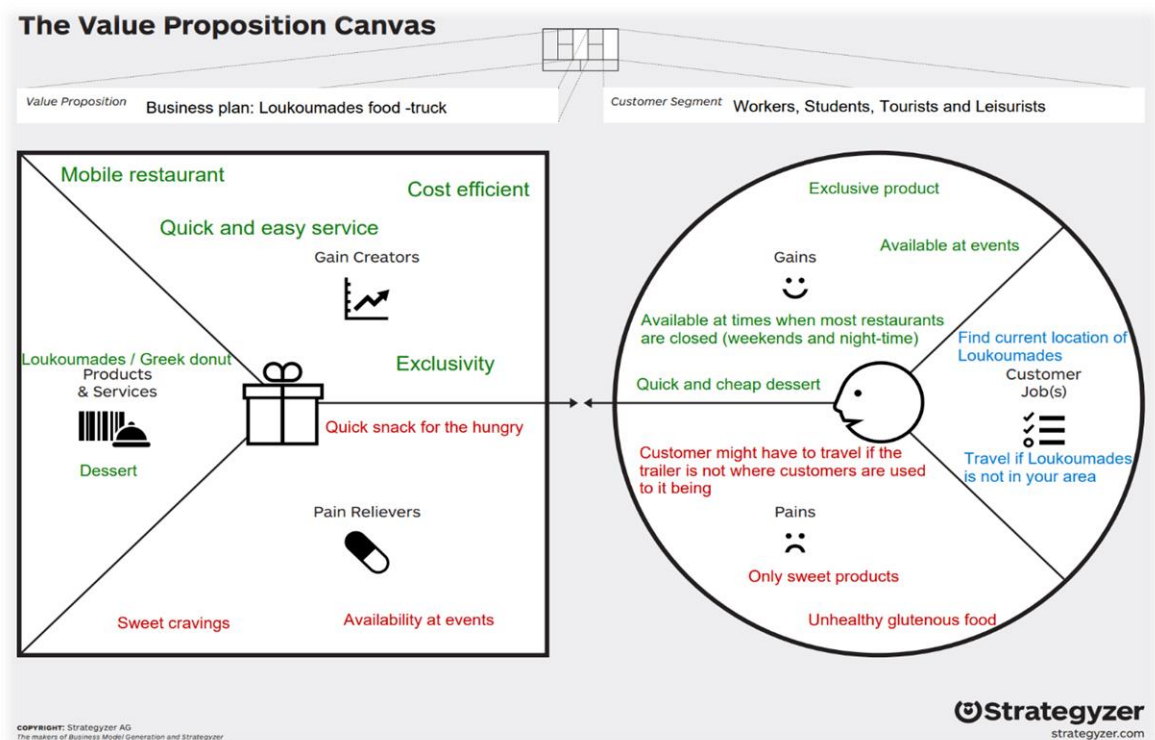 The Value Proposition Canvas
Value Proposition
Business plan: Loukoumades food -truck
Customer Segment
Workers, Students, Tourists and Leisurists
Mobile restaurant
Cost efficient
Quick and easy service
Gain Creators
Loukoumades / Greek donut
Products
& Services
Exclusivity
Dessert
Quick snack for the hungry
Pain Relievers
Sweet cravings
Availability at events
Exclusive product
Available at events
Gains
Available at times when most restaurants
are closed (weekends and night-time)
Quick and cheap dessert
Find current location of
Loukoumades
Customer
Job(s)
Travel if Loukoumades
is not in your area
Customer might have to travel if the
trailer is not where customers are used
to it being
Pains
Only sweet products
Unhealthy glutenous food
COPYRIGHT: Strategyzer AG
The makers of Business Model Generation and Strategyzer
Strategyzer
strategyzer.com